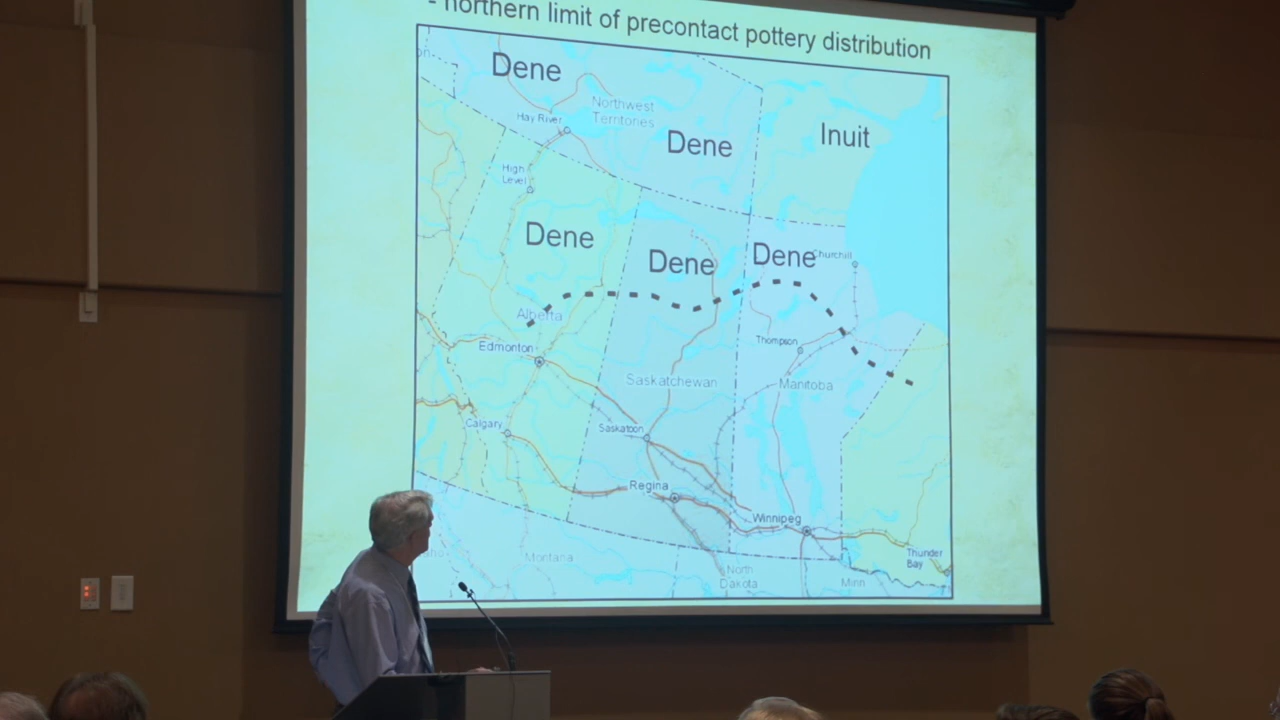 - northern limit of precontact pottery distribution
Dene
Northwest
Territories
Hay River
Dene
Inuit
High
Level
Dene
Dene
Dene
Churchill
Alberta
Thompson
Edmonton
Saskatchewan
Manitoba
Calgary
Saskatoon
Regina
Winnipeg
Montana
North
Dakota
Minn
Thunder
Bay